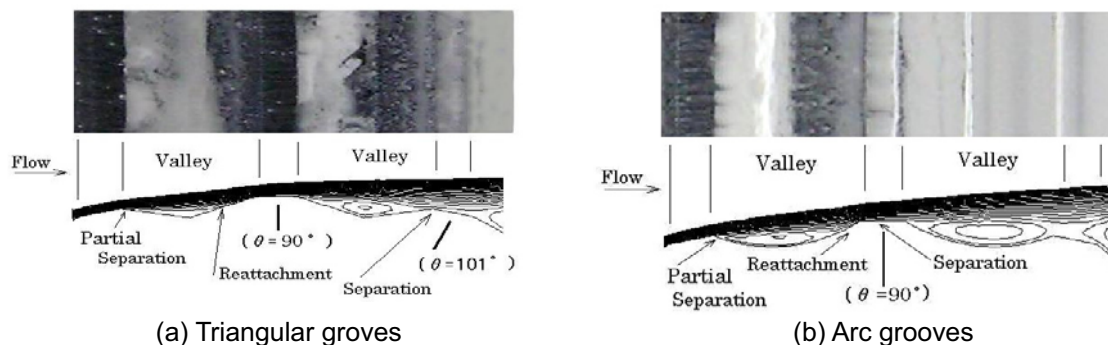 Flow
Valley
Valley
Partial
Separation
(θ=90°)
Reattachment
(θ=101°)
Separation
(a) Triangular groves
Flow
Valley
Valley
Partial
Separation
Reattachment
(θ=90°)
Separation
(b) Arc grooves